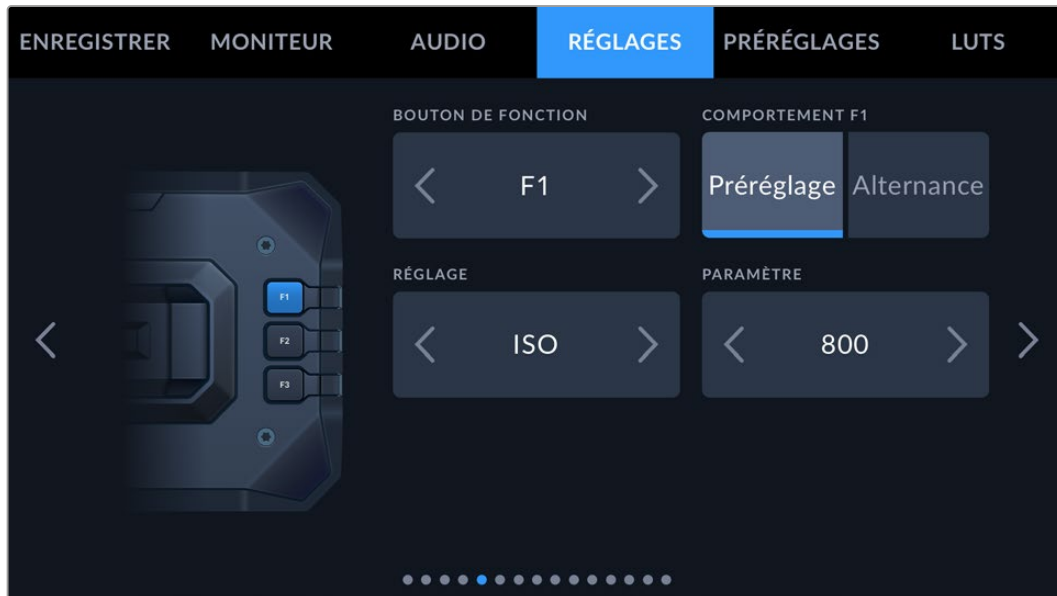 ENREGISTRER MONITEUR AUDIO RÉGLAGES PRÉRÉGLAGES LUTS
BOUTON DE FONCTION COMPORTEMENT F1
F1 Préréglage Alternance
RÉGLAGE PARAMÈTRE
ISO 800
F1
F2
F3